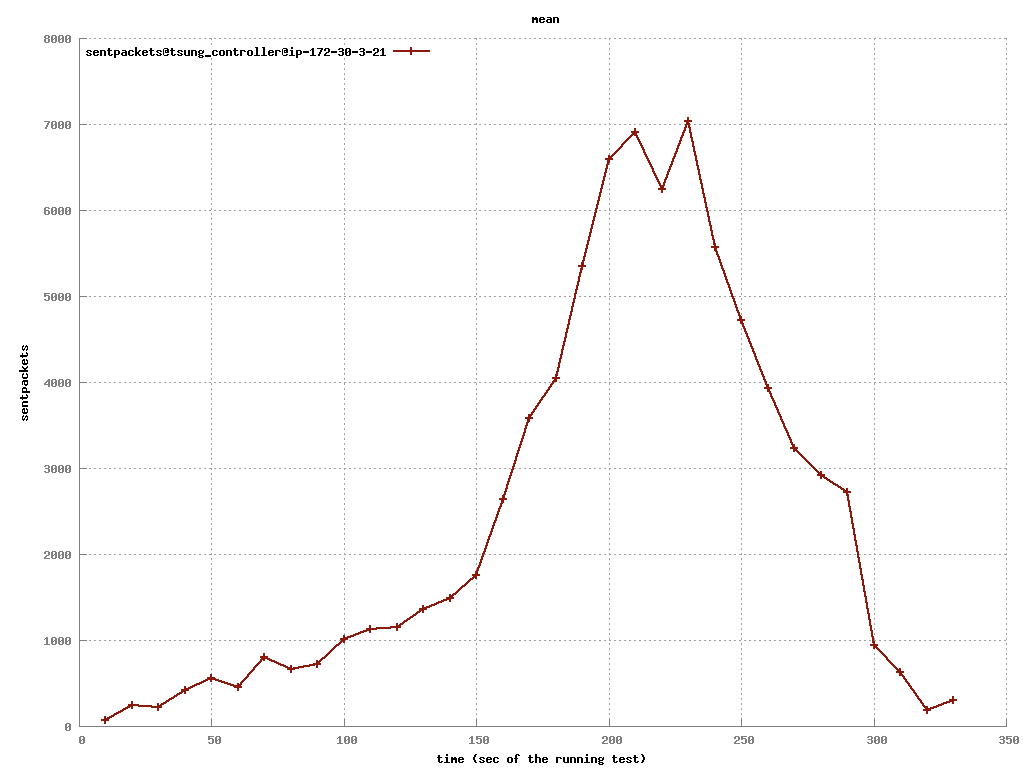 mean
8000
sentpackets@tsung_controller@ip-172-30-3-21
7000
6000
5000
sentpackets
4000
3000
2000
1000
0
0 50 100 150 200 250 300 350
time (sec of the running test)